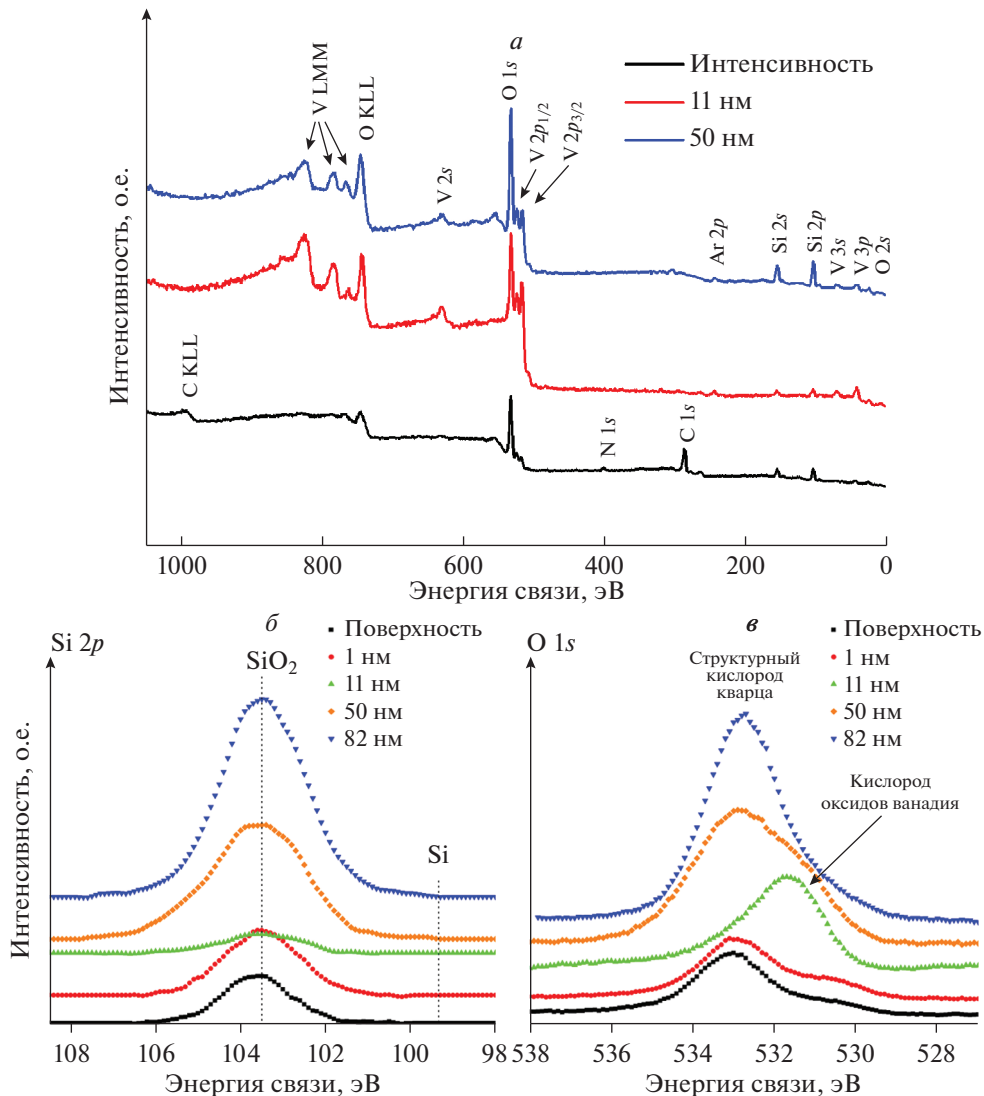 а
Интенсивность
11 нм
50 нм
V LMM
O KLL
O 1s
V 2p1/2
V 2p3/2
V 2s
Ar 2p
Si 2s
Si 2p
V 3s
V 3p
O 2s
C KLL
N 1s
C 1s
Интенсивность, о.е.
1000 800 600 400 200 0
Энергия связи, эВ
Si 2p
б
Поверхность
1 нм
11 нм
50 нм
82 нм
SiO2
Si
Интенсивность, о.е.
108 106 104 102 100 98
Энергия связи, эВ
O 1s
в
Поверхность
1 нм
11 нм
50 нм
82 нм
Структурный
кислород
кварца
Кислород
оксидов ванадия
538 536 534 532 530 528
Энергия связи, эВ